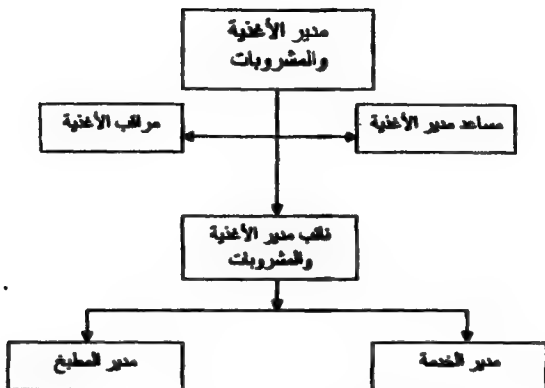 مدير الأغذية
والمشروبات
مساعد مدير الأغذية
مراقب الأغذية
نائب مدير الأغذية
والمشروبات
مدير الخدمة
مدير المطبخ